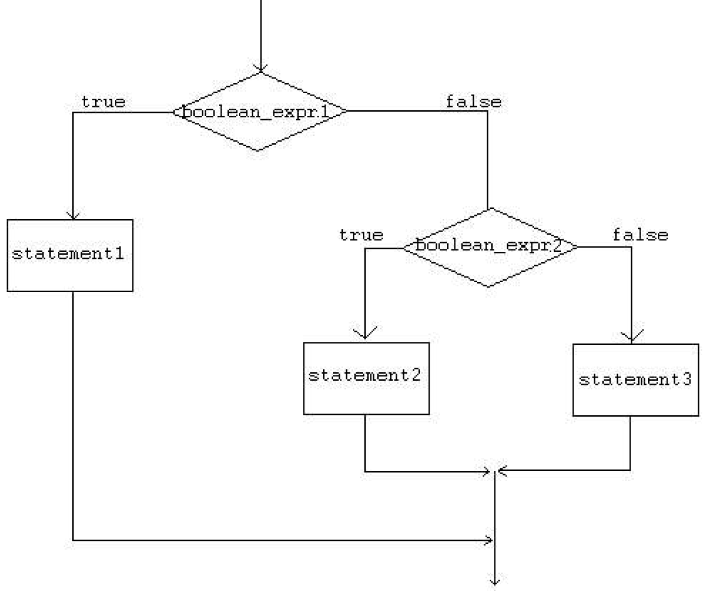 true
false
boolean_expr1
true
false
boolean_expr2
statement1
statement2
statement3